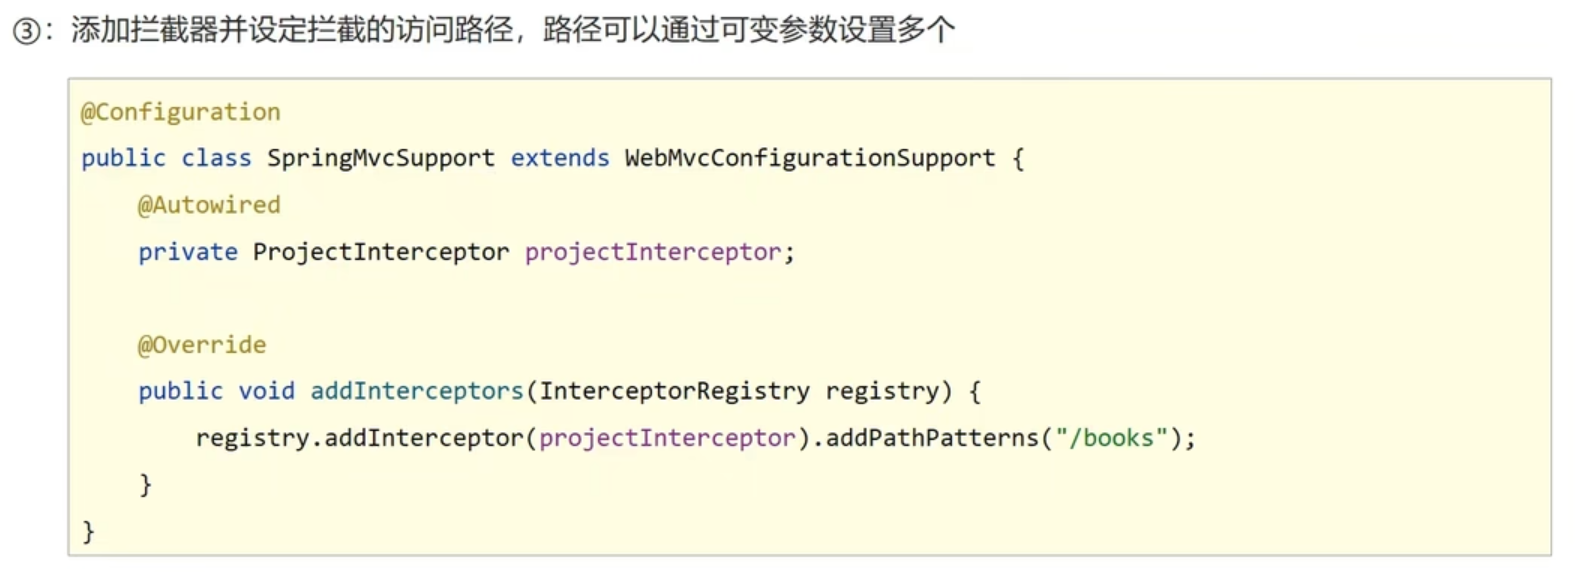 ③：添加拦截器并设定拦截的访问路径，路径可以通过可变参数设置多个
@Configuration
public class SpringMvcSupport extends WebMvcConfigurationSupport {
    @Autowired
    private ProjectInterceptor projectInterceptor;
    @Override
    public void addInterceptors(InterceptorRegistry registry) {
        registry.addInterceptor(projectInterceptor).addPathPatterns("/books");
    }
}